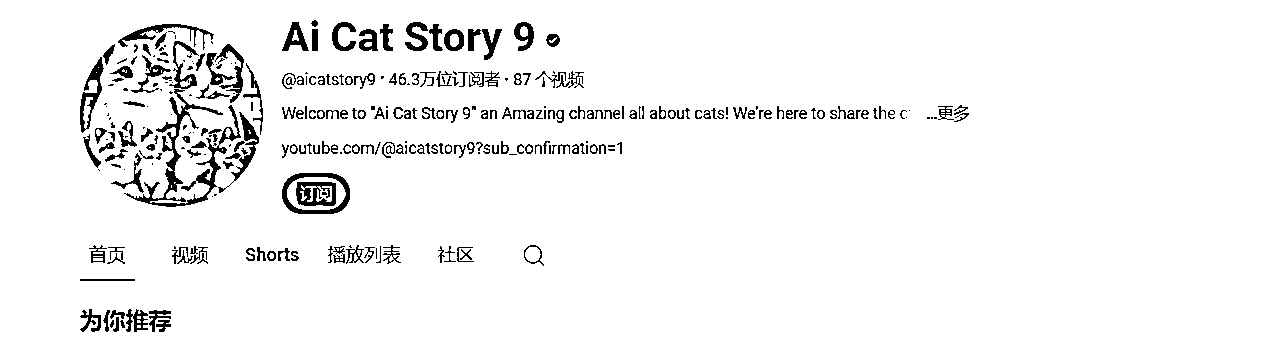 Ai Cat Story 9
@aicatstory9 · 46.3万位订阅者 · 87 个视频
Welcome to "Ai Cat Story 9" an Amazing channel all about cats! We're here to share the ...更多
youtube.com/@aicatstory9?sub_confirmation=1
订阅
首页 视频 Shorts 播放列表 社区
为你推荐